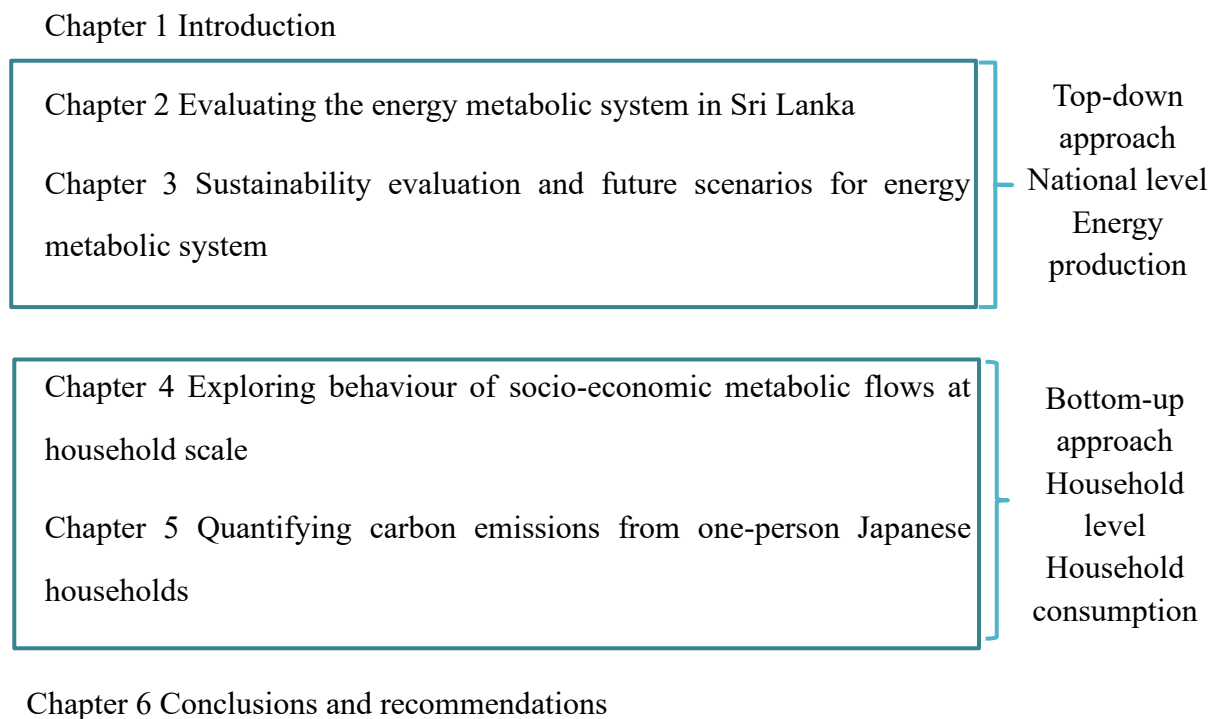 Chapter 1 Introduction
Chapter 2 Evaluating the energy metabolic system in Sri Lanka
Chapter 3 Sustainability evaluation and future scenarios for energy
metabolic system
Top-down
approach
National level
Energy
production
Chapter 4 Exploring behaviour of socio-economic metabolic flows at
household scale
Chapter 5 Quantifying carbon emissions from one-person Japanese
households
Bottom-up
approach
Household
level
Household
consumption
Chapter 6 Conclusions and recommendations